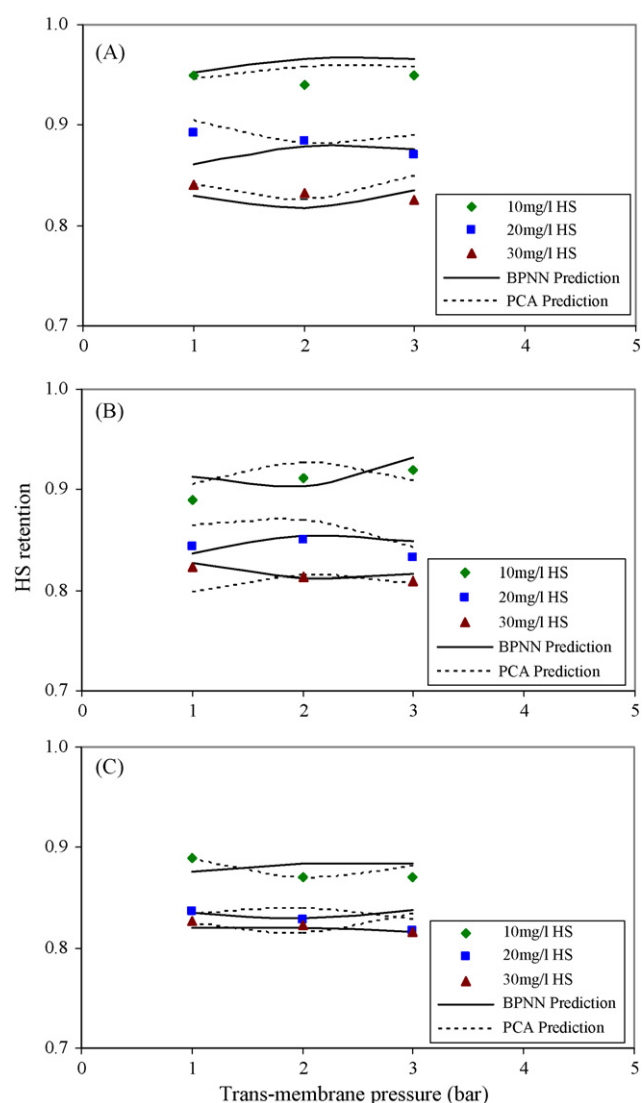 1.0
(A)
0.9
0.8
0.7
10mg/l HS
20mg/l HS
30mg/l HS
BPNN Prediction
PCA Prediction
0 1 2 3 4 5
1.0
(B)
0.9
0.8
0.7
HS retention
10mg/l HS
20mg/l HS
30mg/l HS
BPNN Prediction
PCA Prediction
0 1 2 3 4 5
1.0
(C)
0.9
0.8
0.7
10mg/l HS
20mg/l HS
30mg/l HS
BPNN Prediction
PCA Prediction
0 1 2 3 4 5
Trans-membrane pressure (bar)